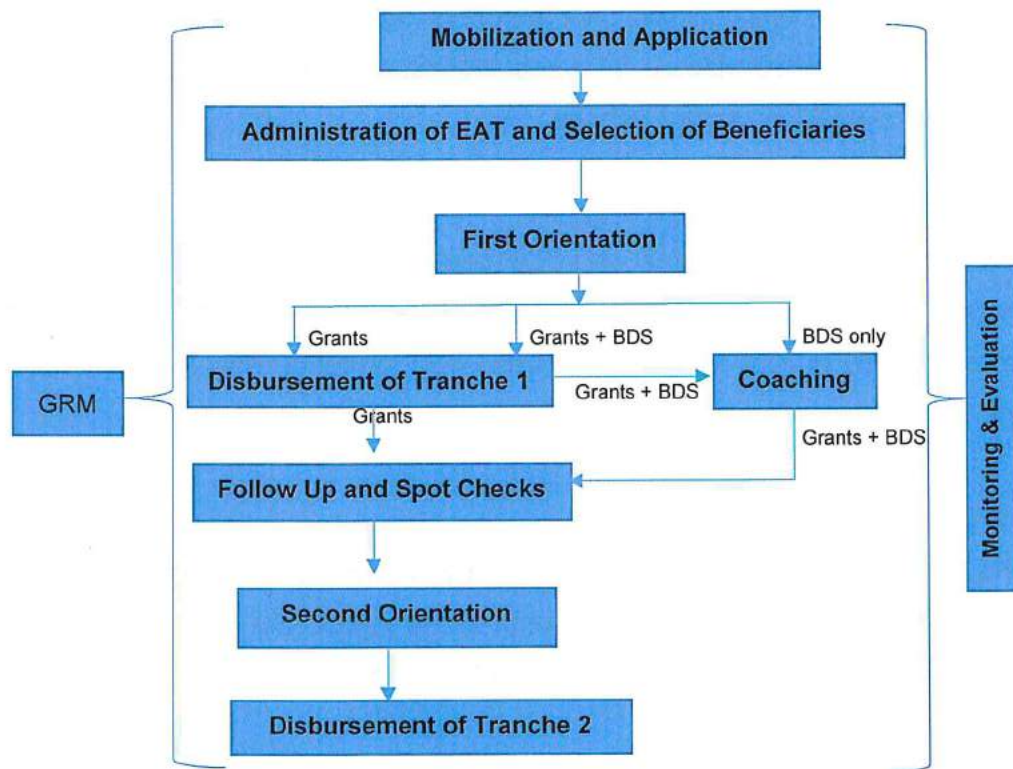 Mobilization and Application
Administration of EAT and Selection of Beneficiaries
First Orientation
Grants
Grants + BDS
BDS only
Disbursement of Tranche 1
Grants + BDS
Coaching
Grants
Grants + BDS
Follow Up and Spot Checks
Second Orientation
Disbursement of Tranche 2
GRM
Monitoring & Evaluation